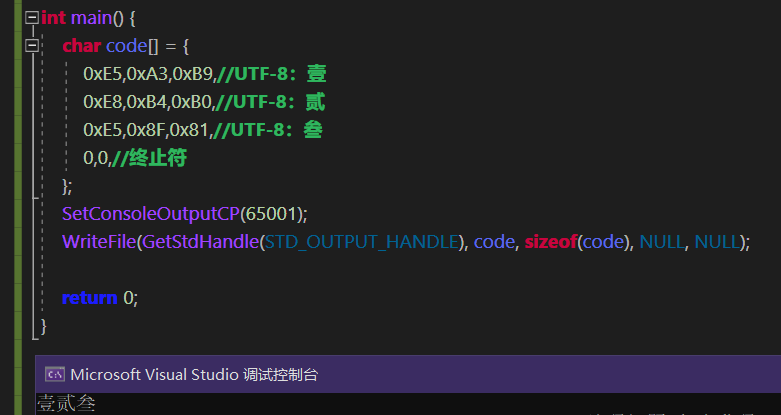 int main() {
char code[] = {
0xE5,0xA3,0xB9,//UTF-8：壹
0xE8,0xB4,0xB0,//UTF-8：贰
0xE5,0x8F,0x81,//UTF-8：叁
0,0,//终止符
};
SetConsoleOutputCP(65001);
WriteFile(GetStdHandle(STD_OUTPUT_HANDLE), code, sizeof(code), NULL, NULL);
return 0;
}
Microsoft Visual Studio 调试控制台
壹贰叁